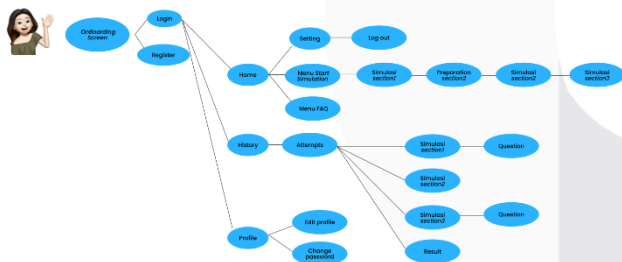 OnBoarding
Screen
Login
Register
Home
Setting
Log out
Menu Start
Simulation
Simulasi
section1
Preparation
section2
Simulasi
section2
Simulasi
section3
Menu FAQ
History
Attempts
Simulasi
section1
Question
Simulasi
section2
Simulasi
section3
Question
Result
Profile
Edit profile
Change
password